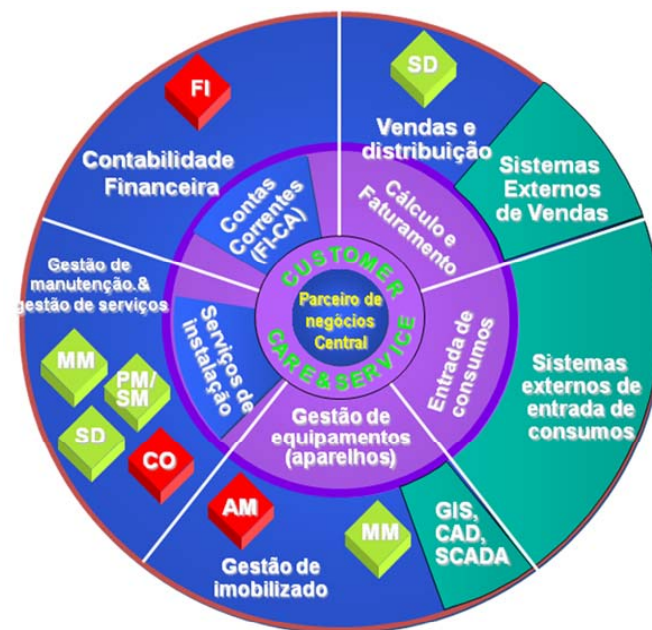 FI
Contabilidade
Financeira
SD
Vendas e
distribuição
Sistemas
Externos
de Vendas
Contas
Correntes
(FI-CA)
Cálculo e
Faturamento
CUSTOMER
CARE&SERVICE
Parceiro de
negócios
Central
Gestão de
manutenção.&
gestão de serviços
MM
PM/
SM
SD
CO
Serviços de
instalação
Entrada de
consumos
Sistemas
externos de
entrada de
consumos
Gestão de
equipamentos
(aparelhos)
AM
Gestão de
imobilizado
MM
GIS,
CAD,
SCADA